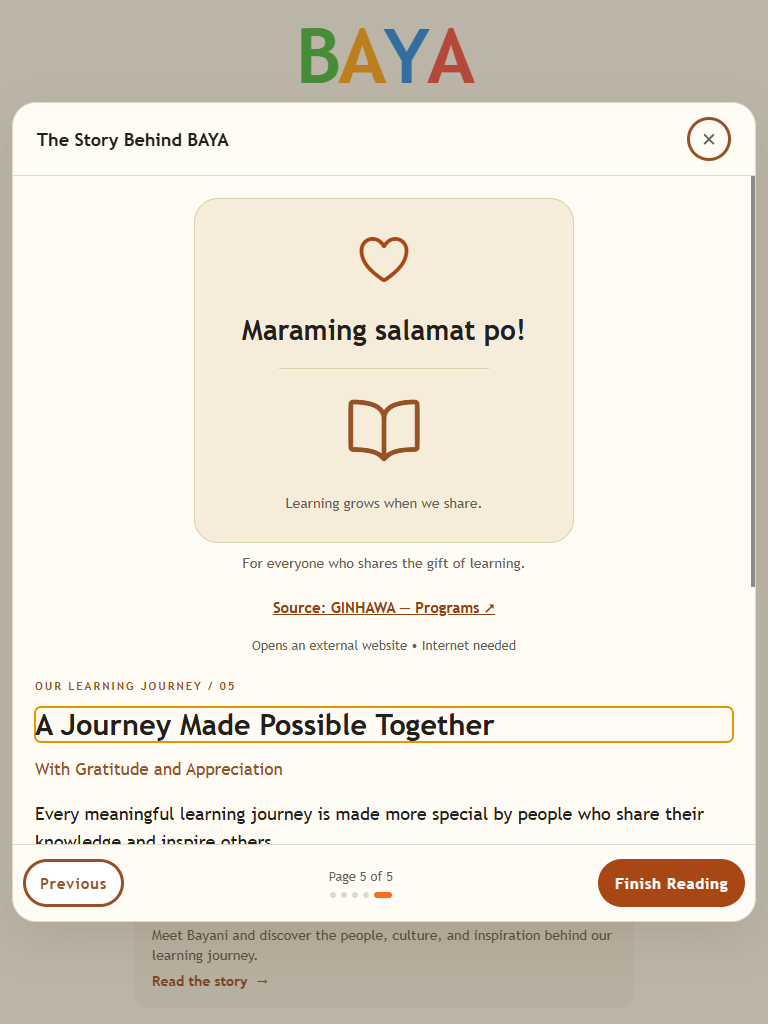 BAYA
The Story Behind BAYA
Maraming salamat po!
Learning grows when we share.
For everyone who shares the gift of learning.
Source: GINHAWA — Programs ↗
Opens an external website • Internet needed
OUR LEARNING JOURNEY / 05
A Journey Made Possible Together
With Gratitude and Appreciation
Every meaningful learning journey is made more special by people who share their
knowledge and inspire others.
Previous
Page 5 of 5
Finish Reading
Meet Bayani and discover the people, culture, and inspiration behind our
learning journey.
Read the story →